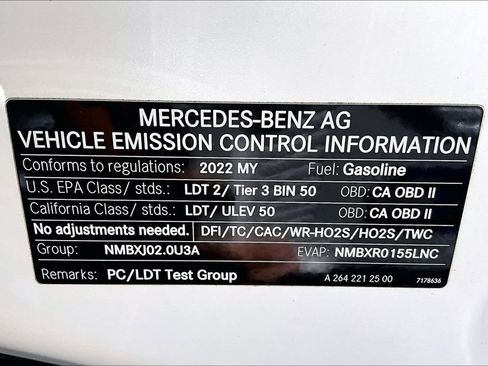 MERCEDES-BENZ AG
VEHICLE EMISSION CONTROL INFORMATION
Conforms to regulations: 2022 MY Fuel: Gasoline
U.S. EPA Class/ stds.: LDT 2/ Tier 3 BIN 50 OBD: CA OBD II
California Class/ stds.: LDT/ ULEV 50 OBD: CA OBD II
No adjustments needed. DFI/TC/CAC/WR-HO2S/HO2S/TWC
Group: NMBXJ02.0U3A EVAP: NMBXR0155LNC
Remarks: PC/LDT Test Group A 264 221 25 00 7178636